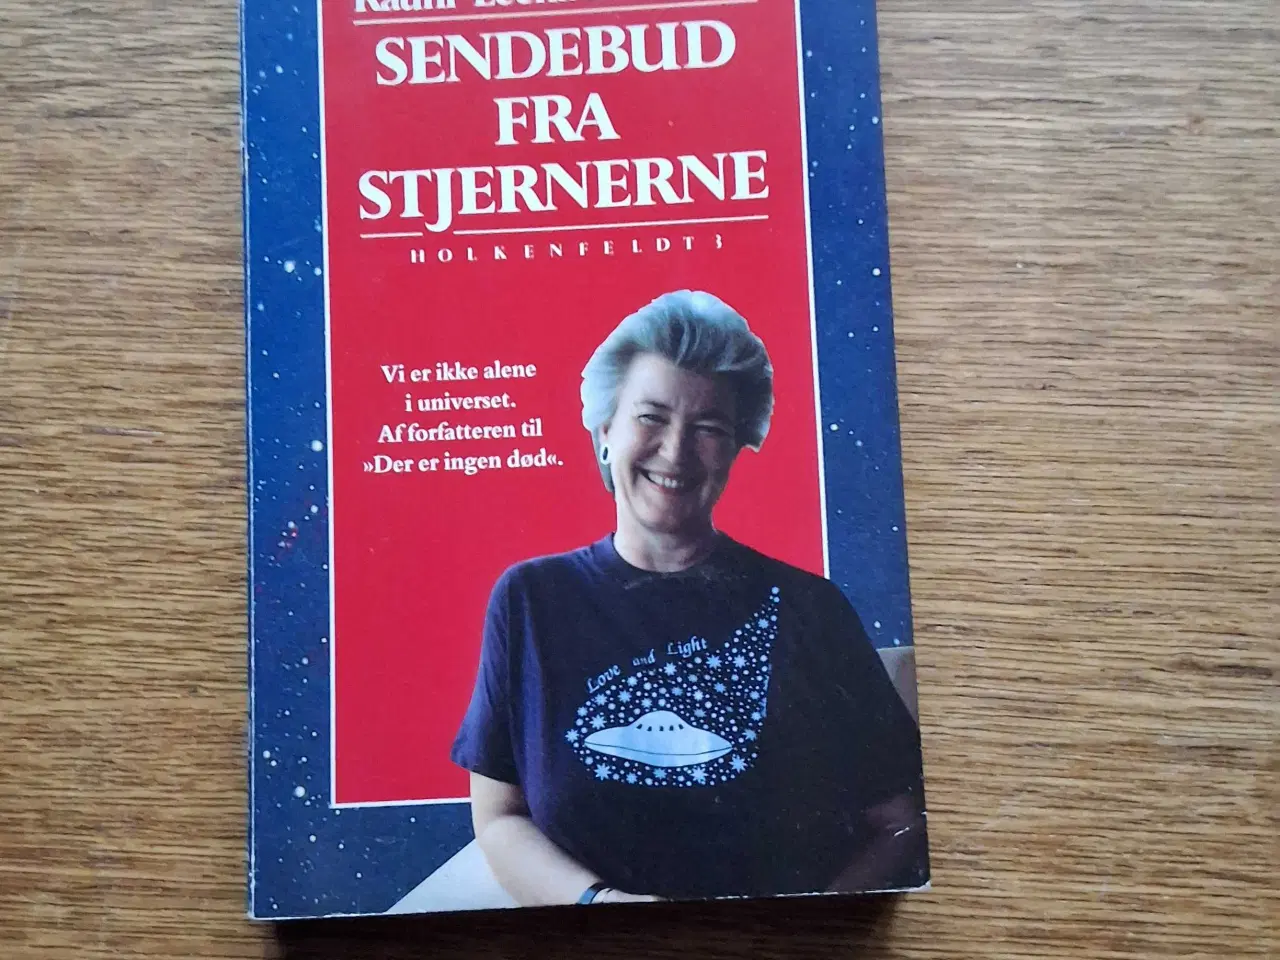 SENDEBUD
FRA
STJERNERNE
HOLKENFELDT 3
Vi er ikke alene
i universet.
Af forfatteren til
»Der er ingen død«.
Love and Light